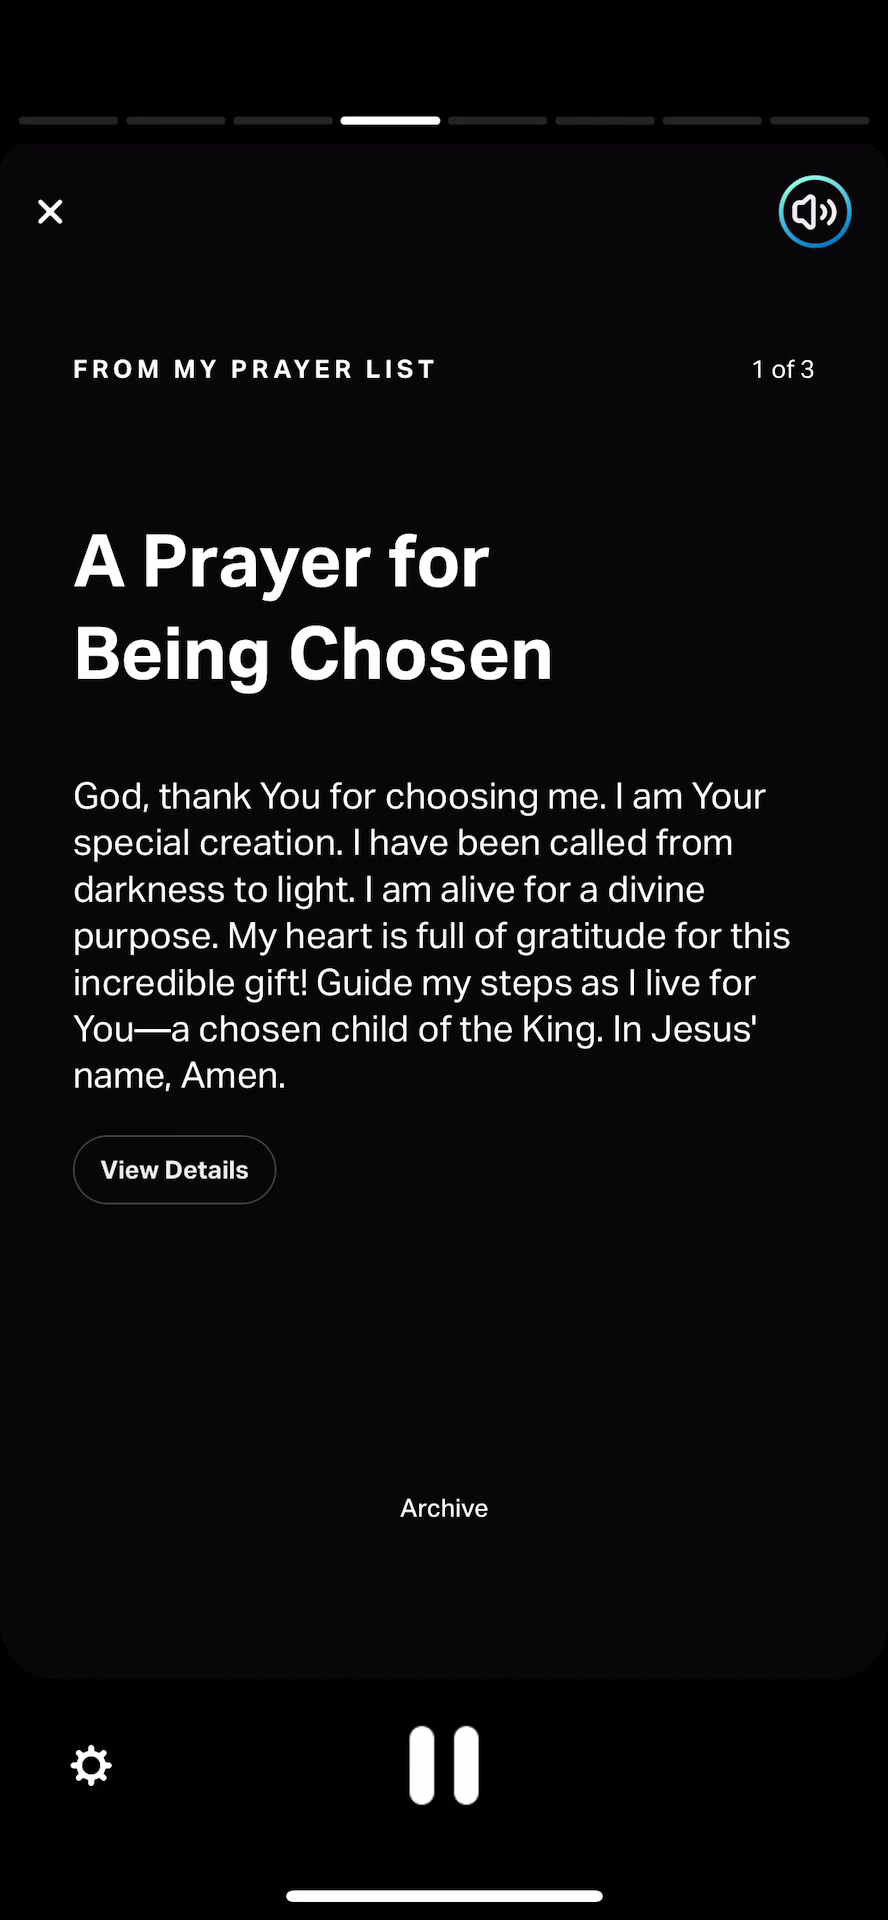 FROM MY PRAYER LIST
1 of 3
A Prayer for
Being Chosen
God, thank You for choosing me. I am Your
special creation. I have been called from
darkness to light. I am alive for a divine
purpose. My heart is full of gratitude for this
incredible gift! Guide my steps as I live for
You—a chosen child of the King. In Jesus'
name, Amen.
View Details
Archive